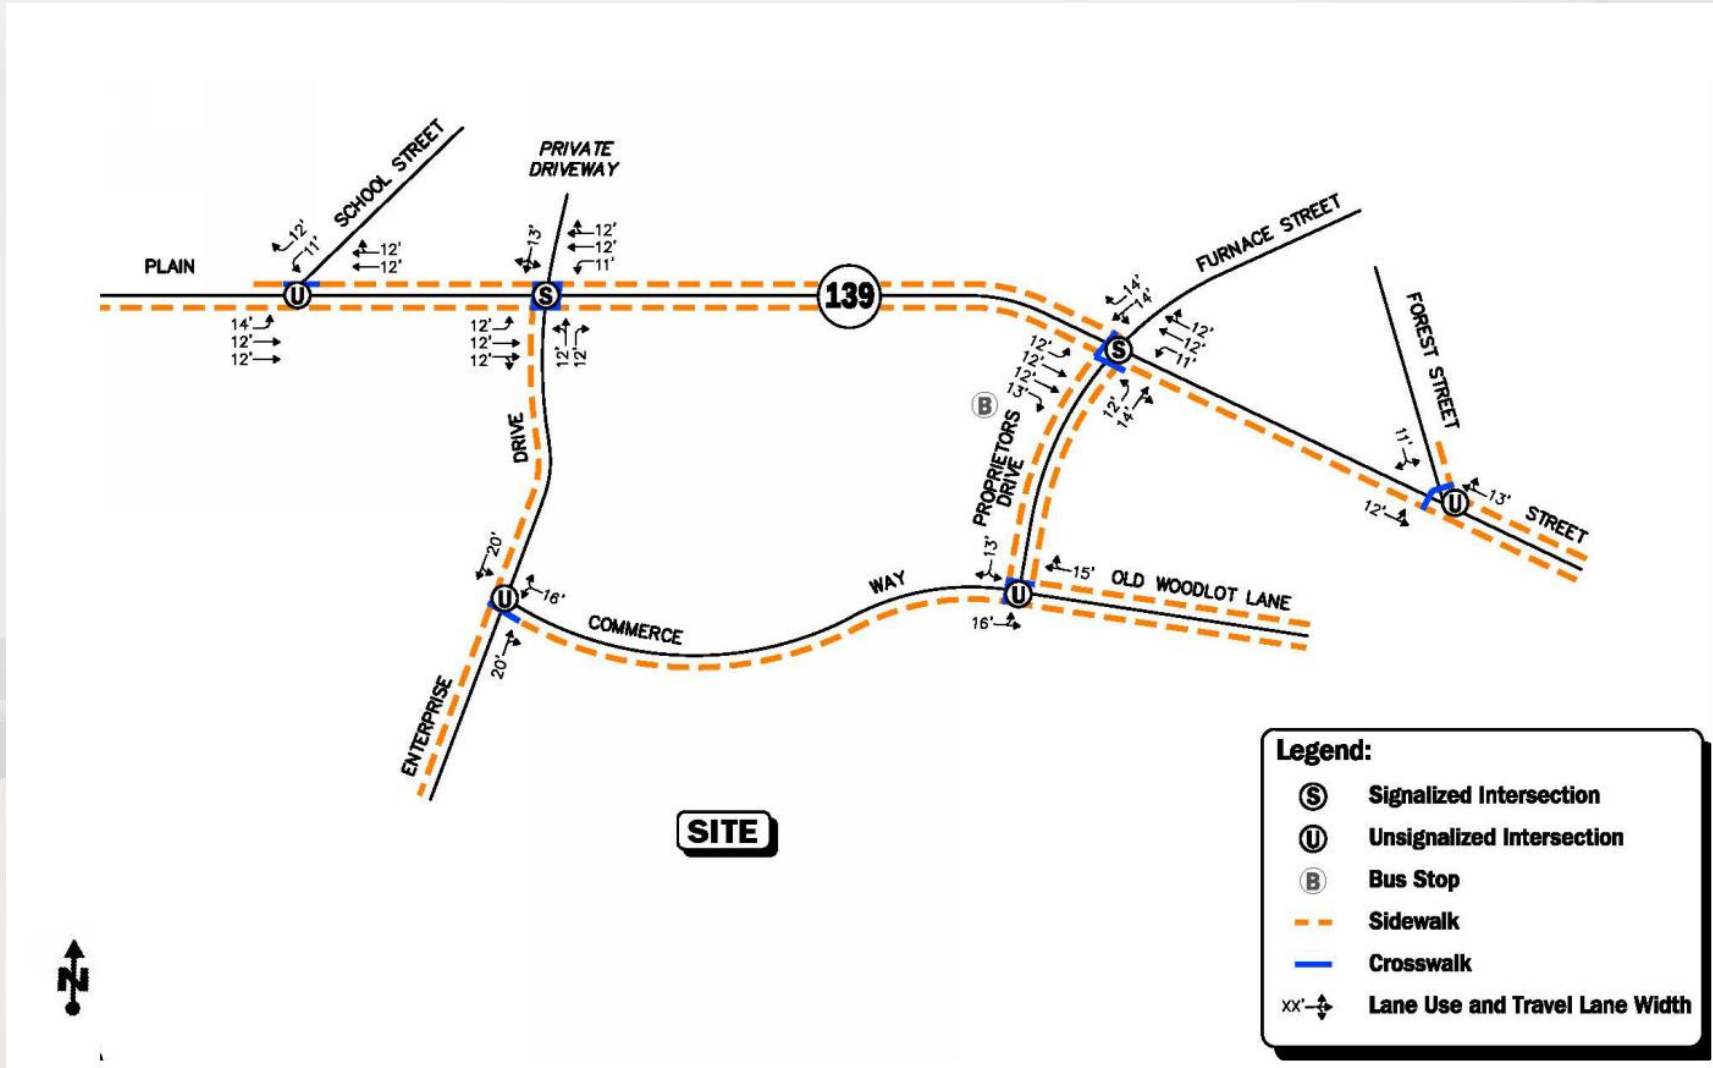 SCHOOL STREET
PRIVATE
DRIVEWAY
12'
11'
13'
12'
12'
11'
PLAIN
12'
12'
U
S
139
14'
12'
12'
12'
12'
12'
12'
12'
FURNACE STREET
14'
14'
12'
12'
11'
S
12'
12'
12'
13'
12'
14'
B
FOREST STREET
11'
12'
U
13'
STREET
DRIVE
PROPRIETORS
DRIVE
20'
U
16'
20'
COMMERCE
WAY
13'
15'
OLD WOODLOT LANE
U
16'
ENTERPRISE
SITE
N
Legend:
S Signalized Intersection
U Unsignalized Intersection
B Bus Stop
Sidewalk
Crosswalk
XX' Lane Use and Travel Lane Width